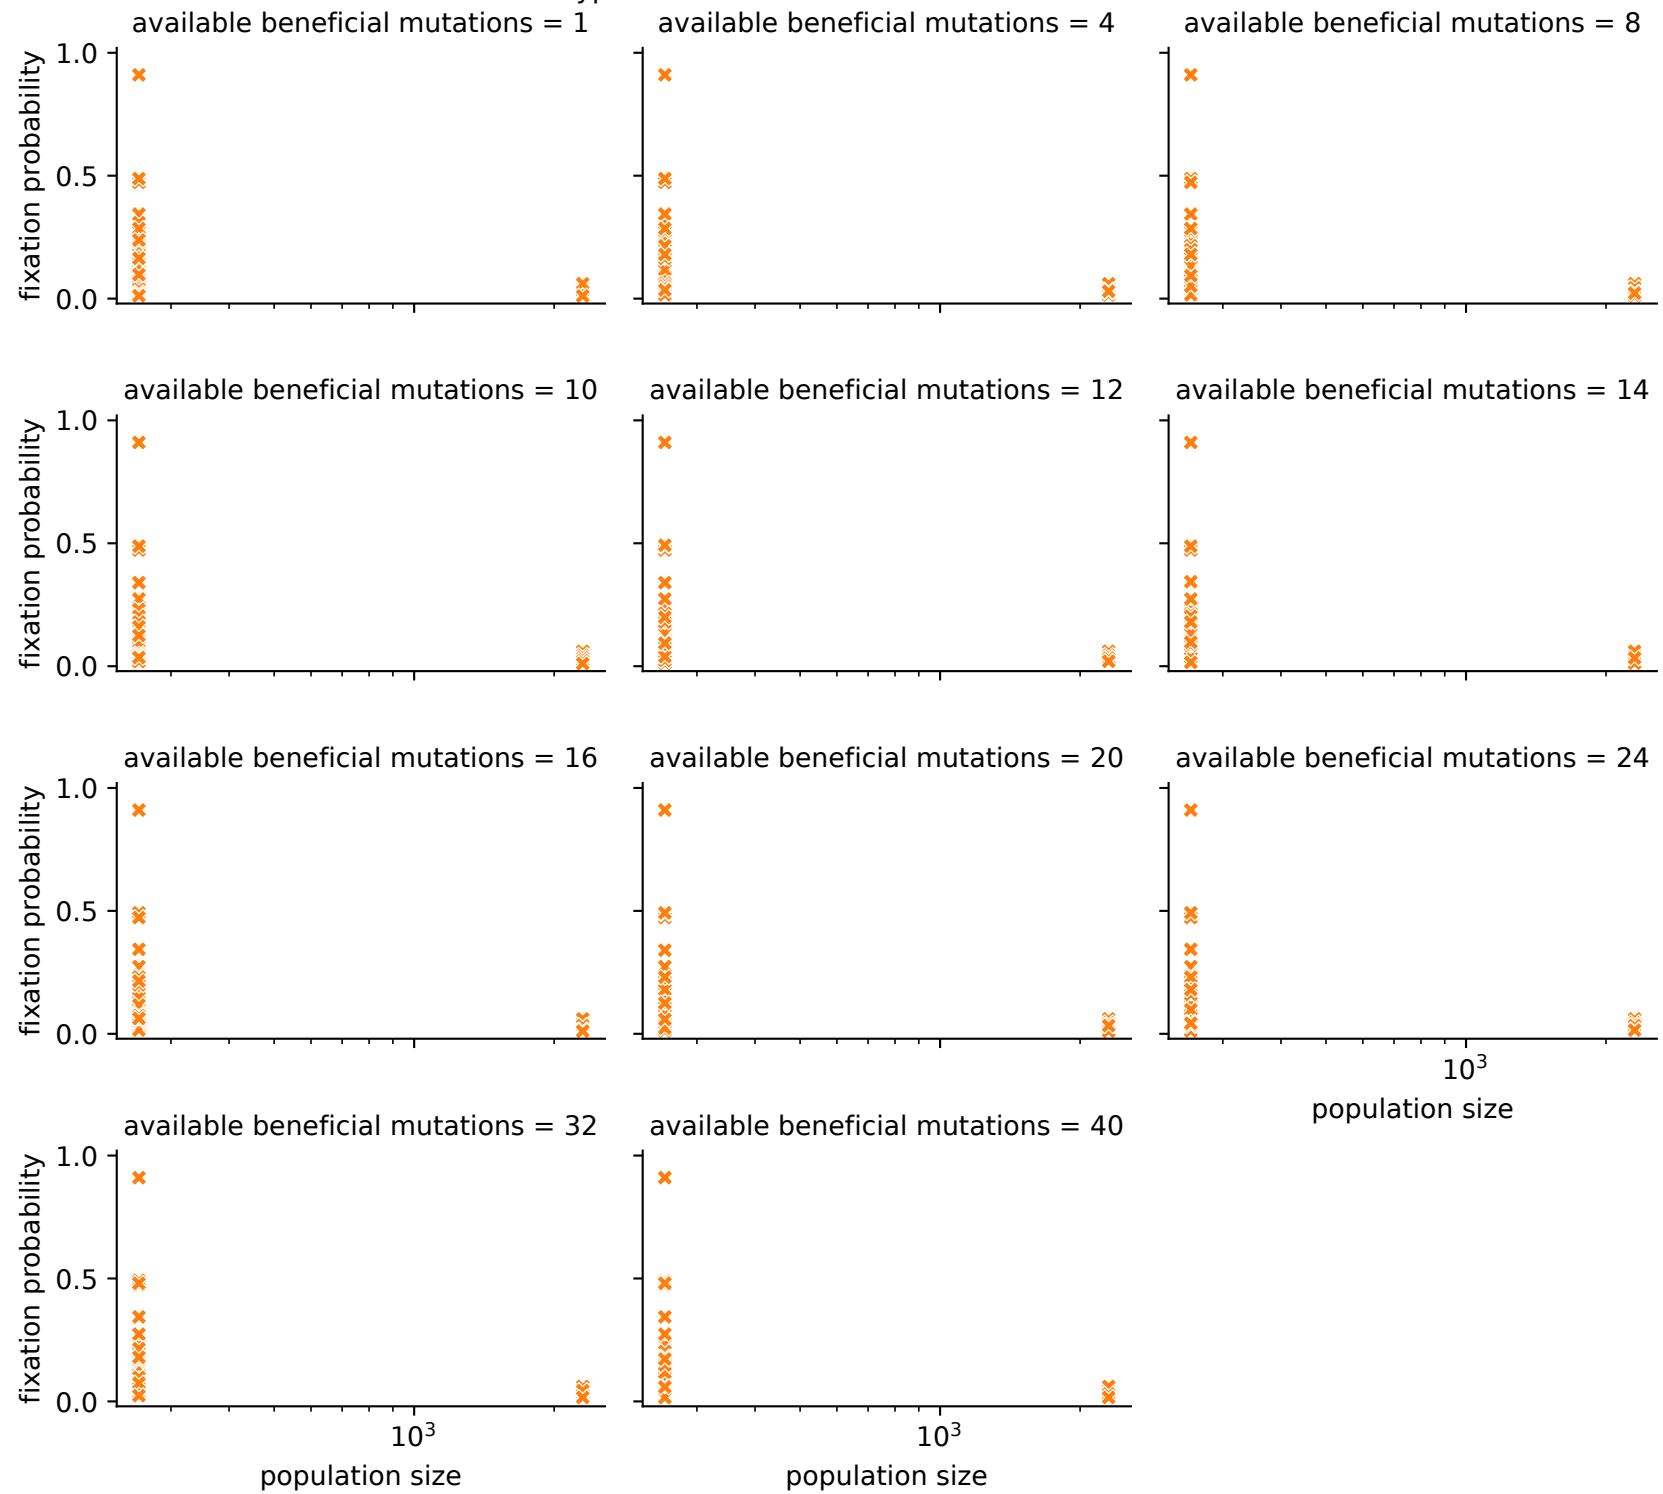 available beneficial mutations = 1
available beneficial mutations = 4
available beneficial mutations = 8
fixation probability
1.0
0.5
0.0
available beneficial mutations = 10
available beneficial mutations = 12
available beneficial mutations = 14
fixation probability
1.0
0.5
0.0
available beneficial mutations = 16
available beneficial mutations = 20
available beneficial mutations = 24
fixation probability
1.0
0.5
0.0
10³
population size
available beneficial mutations = 32
available beneficial mutations = 40
fixation probability
1.0
0.5
0.0
10³
10³
population size
population size